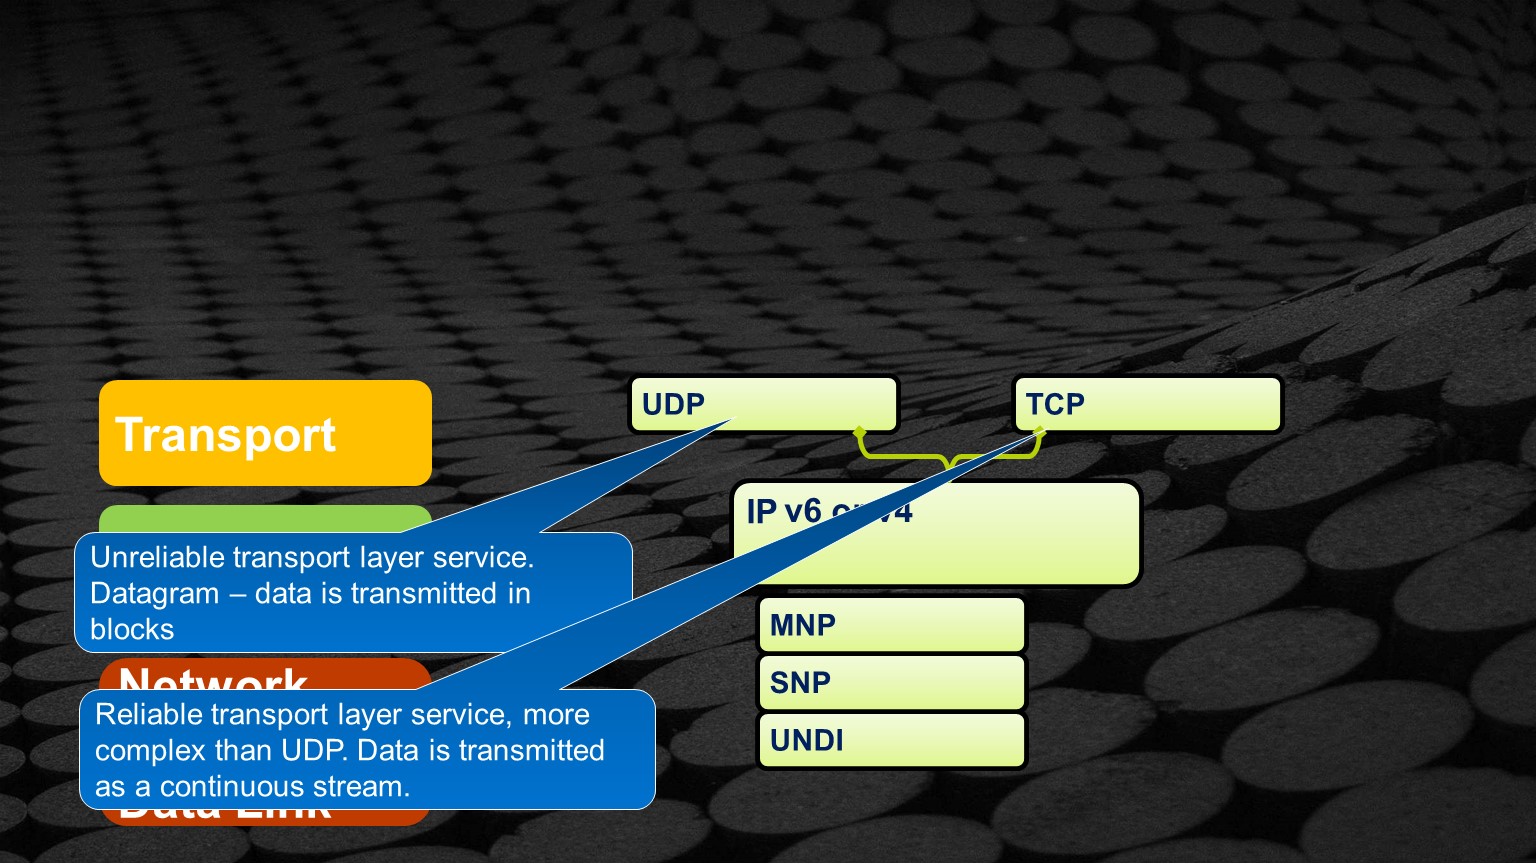 Transport
UDP
TCP
IP v6 or v4
Unreliable transport layer service.
Datagram – data is transmitted in
blocks
MNP
Network
SNP
Reliable transport layer service, more
complex than UDP. Data is transmitted
as a continuous stream.
UNDI
Data Link